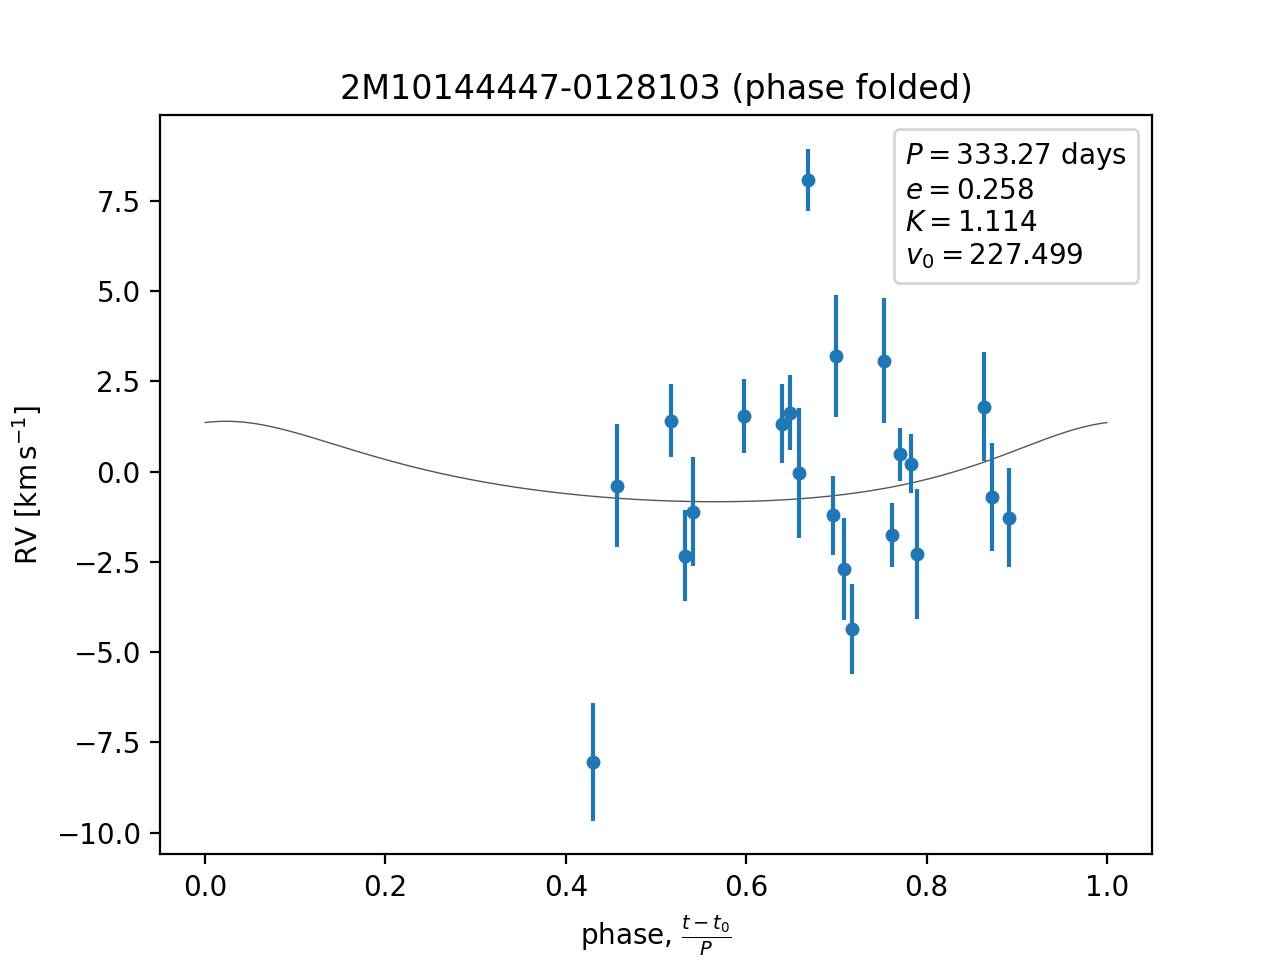 2M10144447-0128103 (phase folded)
P = 333.27 days
e = 0.258
K = 1.114
v₀ = 227.499
7.5
5.0
2.5
0.0
−2.5
−5.0
−7.5
−10.0
RV [km s⁻¹]
0.0 0.2 0.4 0.6 0.8 1.0
phase, (t − t₀)/P